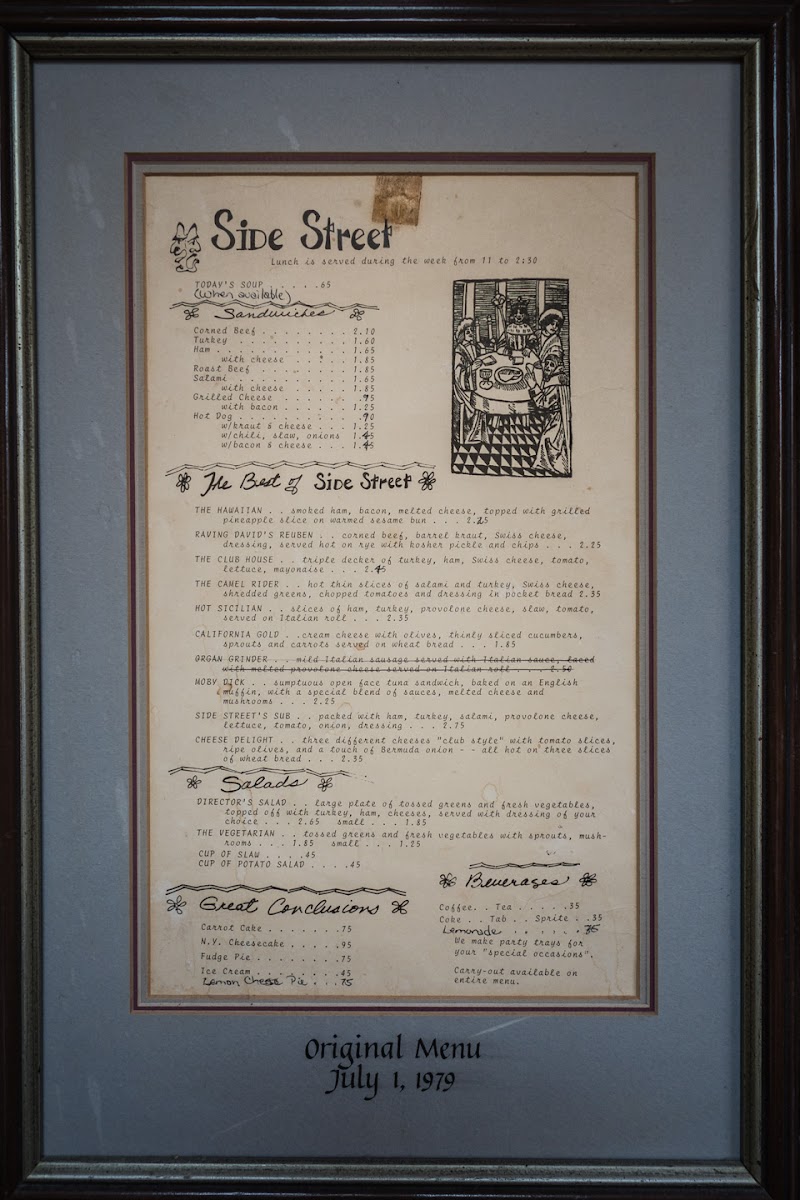 Side Street
Lunch is served during the week from 11 to 2:30
TODAY'S SOUP . . . . .65
(When available)
Sandwiches
Corned Beef . . . . . . . . 2.10
Turkey . . . . . . . . . . 1.60
Ham . . . . . . . . . . . . 1.65
with cheese . . . . . 1.85
Roast Beef . . . . . . . . 1.85
Salami . . . . . . . . . . 1.65
with cheese . . . . . 1.85
Grilled Cheese . . . . . . .95
with bacon . . . . . . 1.25
Hot Dog . . . . . . . . . . .90
w/kraut & cheese . . . 1.25
w/chili, slaw, onions 1.45
w/bacon & cheese . . . 1.45
The Best of Side Street
THE HAWAIIAN . . smoked ham, bacon, melted cheese, topped with grilled
pineapple slice on warmed sesame bun . . . 2.25
RAVING DAVID'S REUBEN . . corned beef, barrel kraut, Swiss cheese,
dressing, served hot on rye with kosher pickle and chips . . . 2.25
THE CLUB HOUSE . . triple decker of turkey, ham, Swiss cheese, tomato,
lettuce, mayonaise . . . 2.45
THE CAMEL RIDER . . hot thin slices of salami and turkey, Swiss cheese,
shredded greens, chopped tomatoes and dressing in pocket bread 2.35
HOT SICILIAN . . slices of ham, turkey, provolone cheese, slaw, tomato,
served on Italian roll . . . 2.35
CALIFORNIA GOLD . .cream cheese with olives, thinly sliced cucumbers,
sprouts and carrots served on wheat bread . . . 1.85
ORGAN GRINDER . . mild Italian sausage served with Italian sauce, laced
with melted provolone cheese served on Italian roll . . . 2.50
MOBY DICK . . sumptuous open face tuna sandwich, baked on an English
muffin, with a special blend of sauces, melted cheese and
mushrooms . . . 2.25
SIDE STREET'S SUB . . packed with ham, turkey, salami, provolone cheese,
lettuce, tomato, onion, dressing . . . 2.75
CHEESE DELIGHT . . three different cheeses "club style" with tomato slices,
ripe olives, and a touch of Bermuda onion - - all hot on three slices
of wheat bread . . . 2.35
Salads
DIRECTOR'S SALAD . . large plate of tossed greens and fresh vegetables,
topped off with turkey, ham, cheeses, served with dressing of your
choice . . . 2.65 small . . . 1.85
THE VEGETARIAN . . tossed greens and fresh vegetables with sprouts, mush-
rooms . . . 1.85 small . . . 1.25
CUP OF SLAW . . . .45
CUP OF POTATO SALAD . . . .45
Great Conclusions
Carrot Cake . . . . . . . .75
N.Y. Cheesecake . . . . . .95
Fudge Pie . . . . . . . . .75
Ice Cream . . . . . . . . .45
Lemon Chese Pie . . . 75
Beverages
Coffee. . Tea . . . . .35
Coke . . Tab . . Sprite . .35
Lemonade . . . . . . .35
We make party trays for
your "special occasions".
Carry-out available on
entire menu.
Original Menu
July 1, 1979